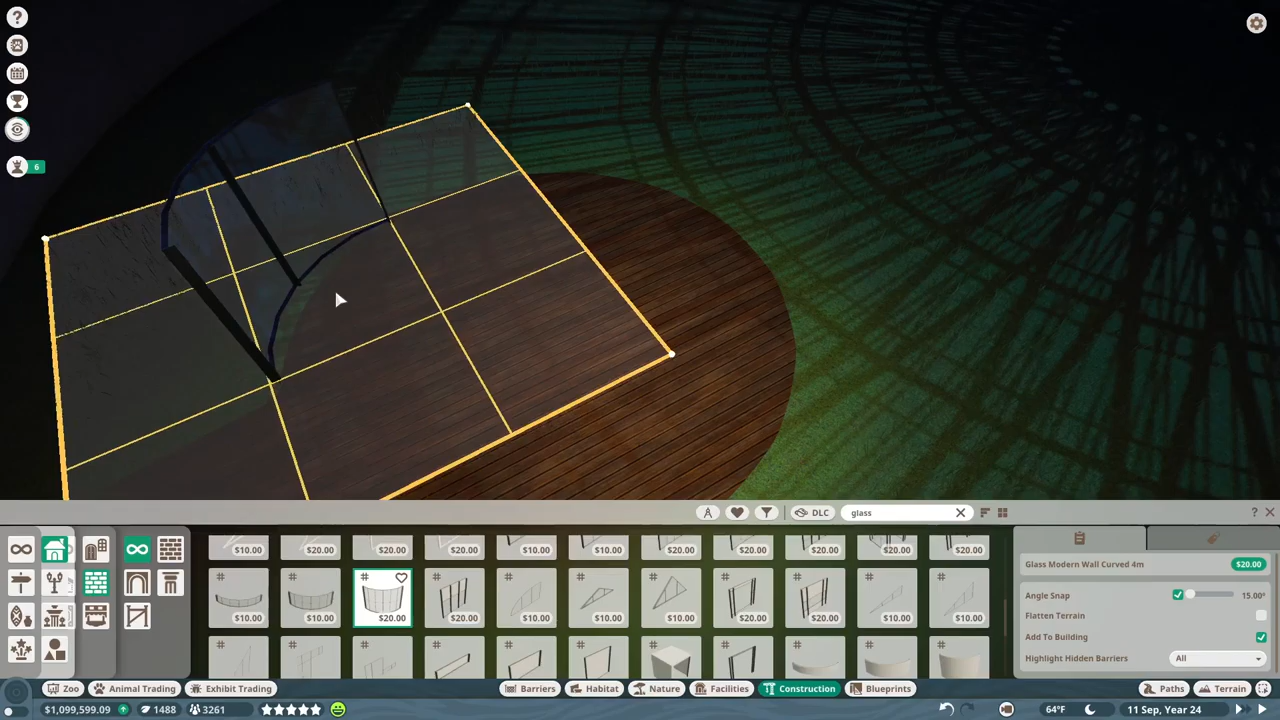 6
DLC
glass
?
$10.00 $20.00 $20.00 $20.00 $10.00 $10.00 $20.00 $20.00 $20.00 $20.00 $10.00
$10.00 $10.00 $20.00 $20.00 $10.00 $10.00 $10.00 $20.00 $20.00 $10.00 $10.00
Glass Modern Wall Curved 4m $20.00
Angle Snap 15.00°
Flatten Terrain
Add To Building
Highlight Hidden Barriers All
Zoo Animal Trading Exhibit Trading Barriers Habitat Nature Facilities Construction Blueprints Paths Terrain
$1,099,599.09 1488 3261 64°F 11 Sep, Year 24